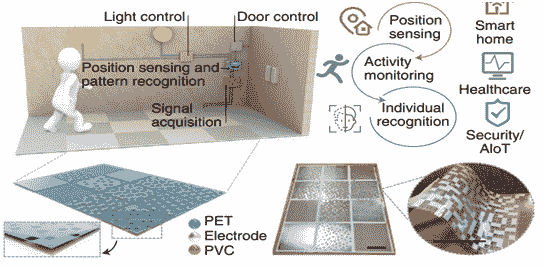 Light control
Door control
Position sensing and
pattern recognition
Signal
acquisition
Position
sensing
Activity
monitoring
Individual
recognition
Smart
home
Healthcare
Security/
AIoT
PET
Electrode
PVC